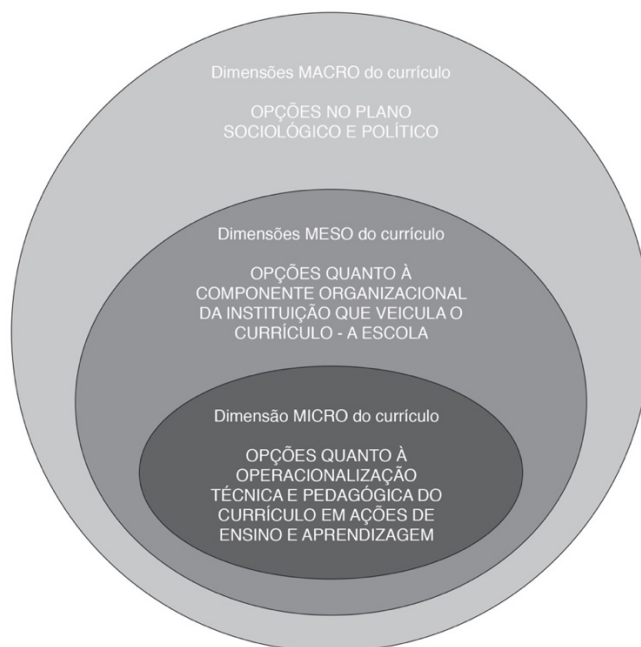 Dimensões MACRO do currículo
OPÇÕES NO PLANO
SOCIOLÓGICO E POLÍTICO
Dimensões MESO do currículo
OPÇÕES QUANTO À
COMPONENTE ORGANIZACIONAL
DA INSTITUIÇÃO QUE VEICULA O
CURRÍCULO - A ESCOLA
Dimensão MICRO do currículo
OPÇÕES QUANTO À
OPERACIONALIZAÇÃO
TÉCNICA E PEDAGÓGICA DO
CURRÍCULO EM AÇÕES DE
ENSINO E APRENDIZAGEM